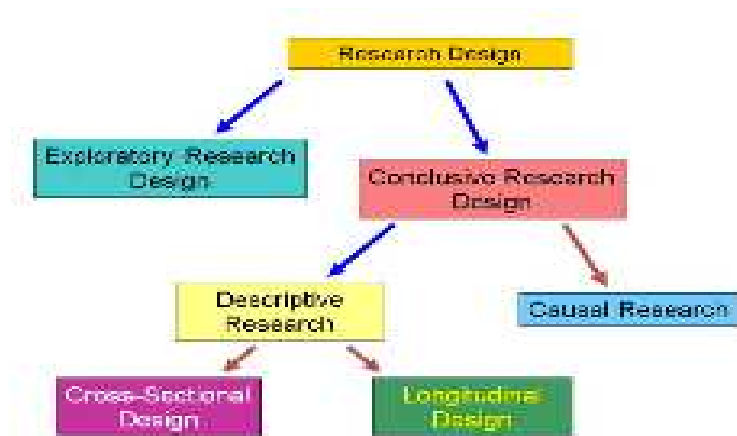 Research Design
Exploratory Research
Design
Conclusive Research
Design
Descriptive
Research
Causal Research
Cross-Sectional
Design
Longitudinal
Design